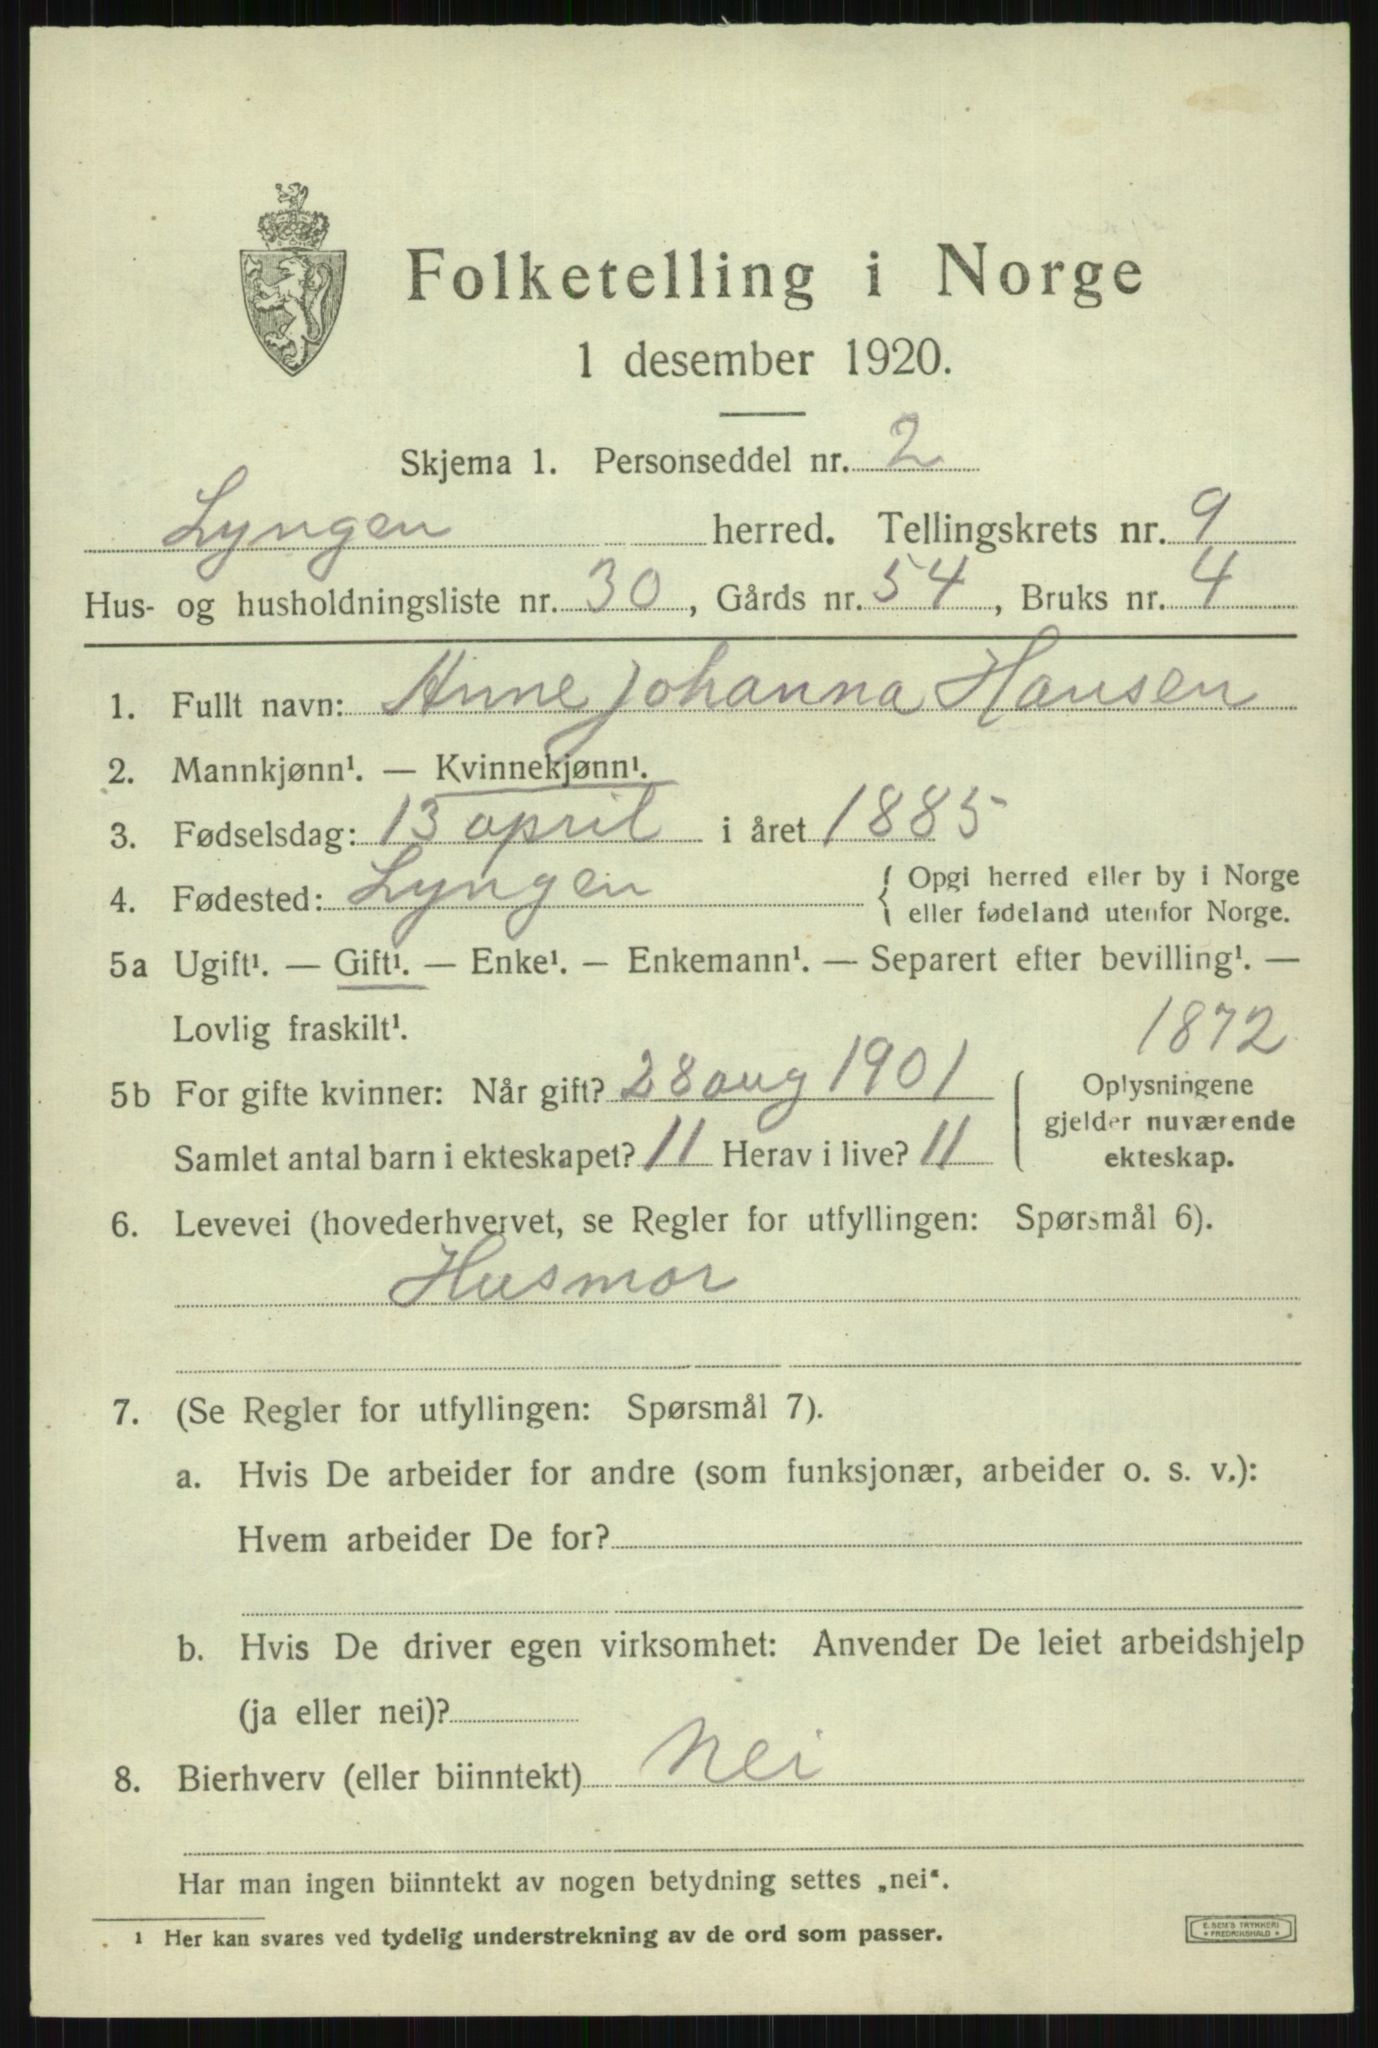 Folketelling i Norge
1 desember 1920.
Skjema 1. Personseddel nr. 2
Lyngen herred. Tellingskrets nr. 9
Hus- og husholdningsliste nr. 30, Gårds nr. 54, Bruks nr. 4
1. Fullt navn: Anne Johanna Hansen
2. Mannkjønn¹. — Kvinnekjønn¹.
3. Fødselsdag: 13 april i året 1885
4. Fødested: Lyngen { Opgi herred eller by i Norge
eller fødeland utenfor Norge.
5a Ugift¹. — Gift¹. — Enke¹. — Enkemann¹. — Separert efter bevilling¹. —
Lovlig fraskilt¹.
1872
5b For gifte kvinner: Når gift? 28 aug 1901
Samlet antal barn i ekteskapet? 11 Herav i live? 11
Oplysningene
gjelder nuværende
ekteskap.
6. Levevei (hovederhvervet, se Regler for utfyllingen: Spørsmål 6).
Husmor
7. (Se Regler for utfyllingen: Spørsmål 7).
a. Hvis De arbeider for andre (som funksjonær, arbeider o. s. v.):
Hvem arbeider De for?
b. Hvis De driver egen virksomhet: Anvender De leiet arbeidshjelp
(ja eller nei)?
8. Bierhverv (eller biinntekt) Nei
Har man ingen biinntekt av nogen betydning settes „nei“.
¹ Her kan svares ved tydelig understrekning av de ord som passer.
E. SEM'S TRYKKERI
* FREDRIKSHALD *